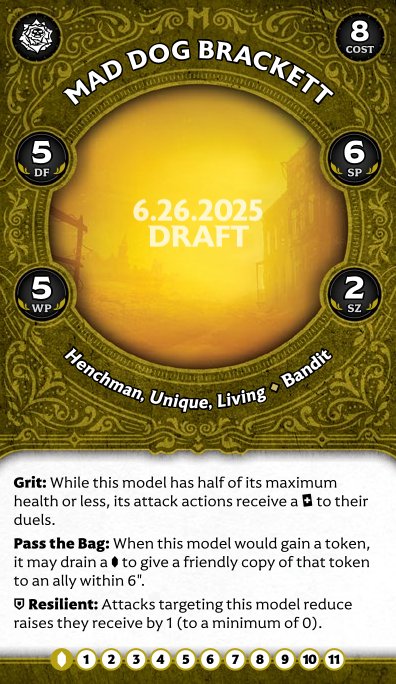 8
COST
MAD DOG BRACKETT
5
DF
6
SP
6.26.2025
DRAFT
5
WP
2
SZ
Henchman, Unique, Living ⬥ Bandit
Grit: While this model has half of its maximum
health or less, its attack actions receive a to their
duels.
Pass the Bag: When this model would gain a token,
it may drain a to give a friendly copy of that token
to an ally within 6".
Resilient: Attacks targeting this model reduce
raises they receive by 1 (to a minimum of 0).
1 2 3 4 5 6 7 8 9 10 11